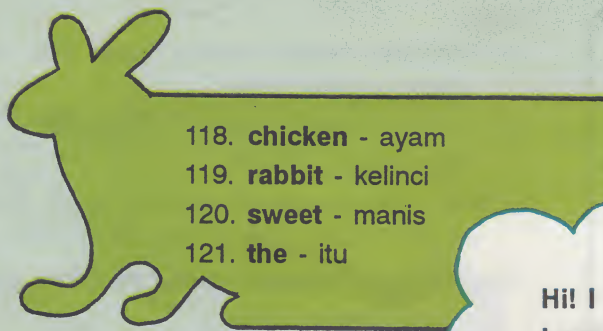 118. chicken - ayam
119. rabbit - kelinci
120. sweet - manis
121. the - itu
Hi! I